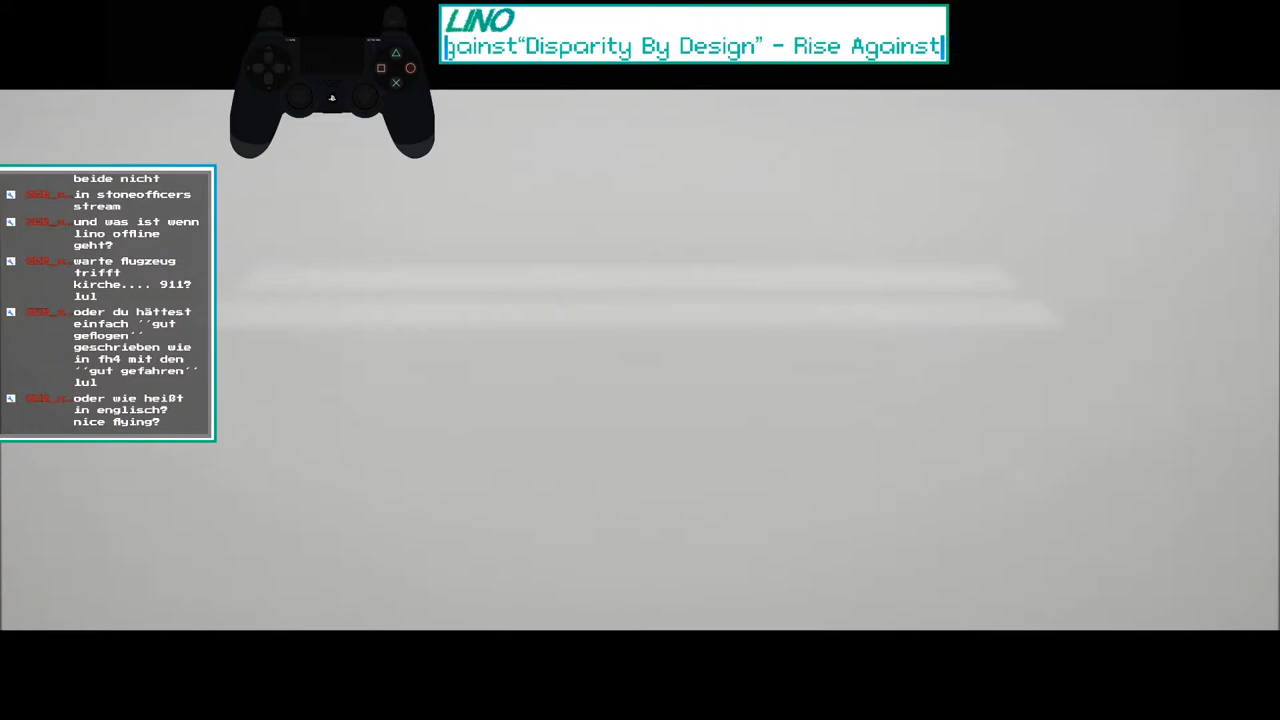 LINO
gainst“Disparity By Design” - Rise Against
beide nicht
in stoneofficers
stream
und was ist wenn
lino offline
geht?
warte flugzeug
trifft
kirche.... 911?
lul
oder du hättest
einfach ´´gut
geflogen´´
geschrieben wie
in fh4 mit den
´´gut gefahren´´
lul
oder wie heißt
in englisch?
nice flying?